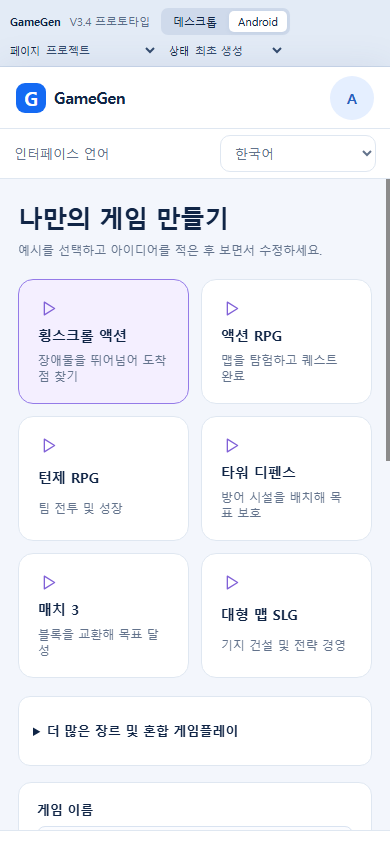 GameGen V3.4 프로토타입 데스크톱 Android
페이지 프로젝트 상태 최초 생성
G GameGen A
인터페이스 언어 한국어
나만의 게임 만들기
예시를 선택하고 아이디어를 적은 후 보면서 수정하세요.
횡스크롤 액션
장애물을 뛰어넘어 도착
점 찾기
액션 RPG
맵을 탐험하고 퀘스트
완료
턴제 RPG
팀 전투 및 성장
타워 디펜스
방어 시설을 배치해 목
표 보호
매치 3
블록을 교환해 목표 달
성
대형 맵 SLG
기지 건설 및 전략 경영
더 많은 장르 및 혼합 게임플레이
게임 이름